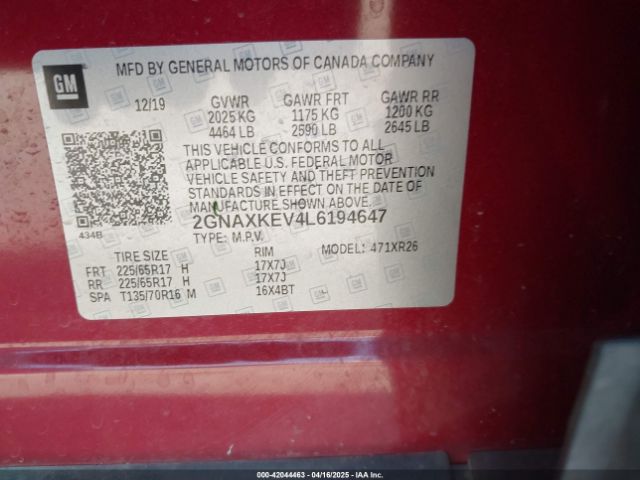 GM
MFD BY GENERAL MOTORS OF CANADA COMPANY
12/19 GVWR GAWR FRT GAWR RR
2025 KG 1175 KG 1200 KG
4464 LB 2590 LB 2645 LB
THIS VEHICLE CONFORMS TO ALL
APPLICABLE U.S. FEDERAL MOTOR
VEHICLE SAFETY AND THEFT PREVENTION
STANDARDS IN EFFECT ON THE DATE OF
MANUFACTURE SHOWN ABOVE.
434B
2GNAXKEV4L6194647
TYPE: M.P.V. MODEL: 471XR26
TIRE SIZE RIM
FRT 225/65R17 H 17X7J
RR 225/65R17 H 17X7J
SPA T135/70R16 M 16X4BT
000-42044463 - 04/16/2025 - IAA Inc.